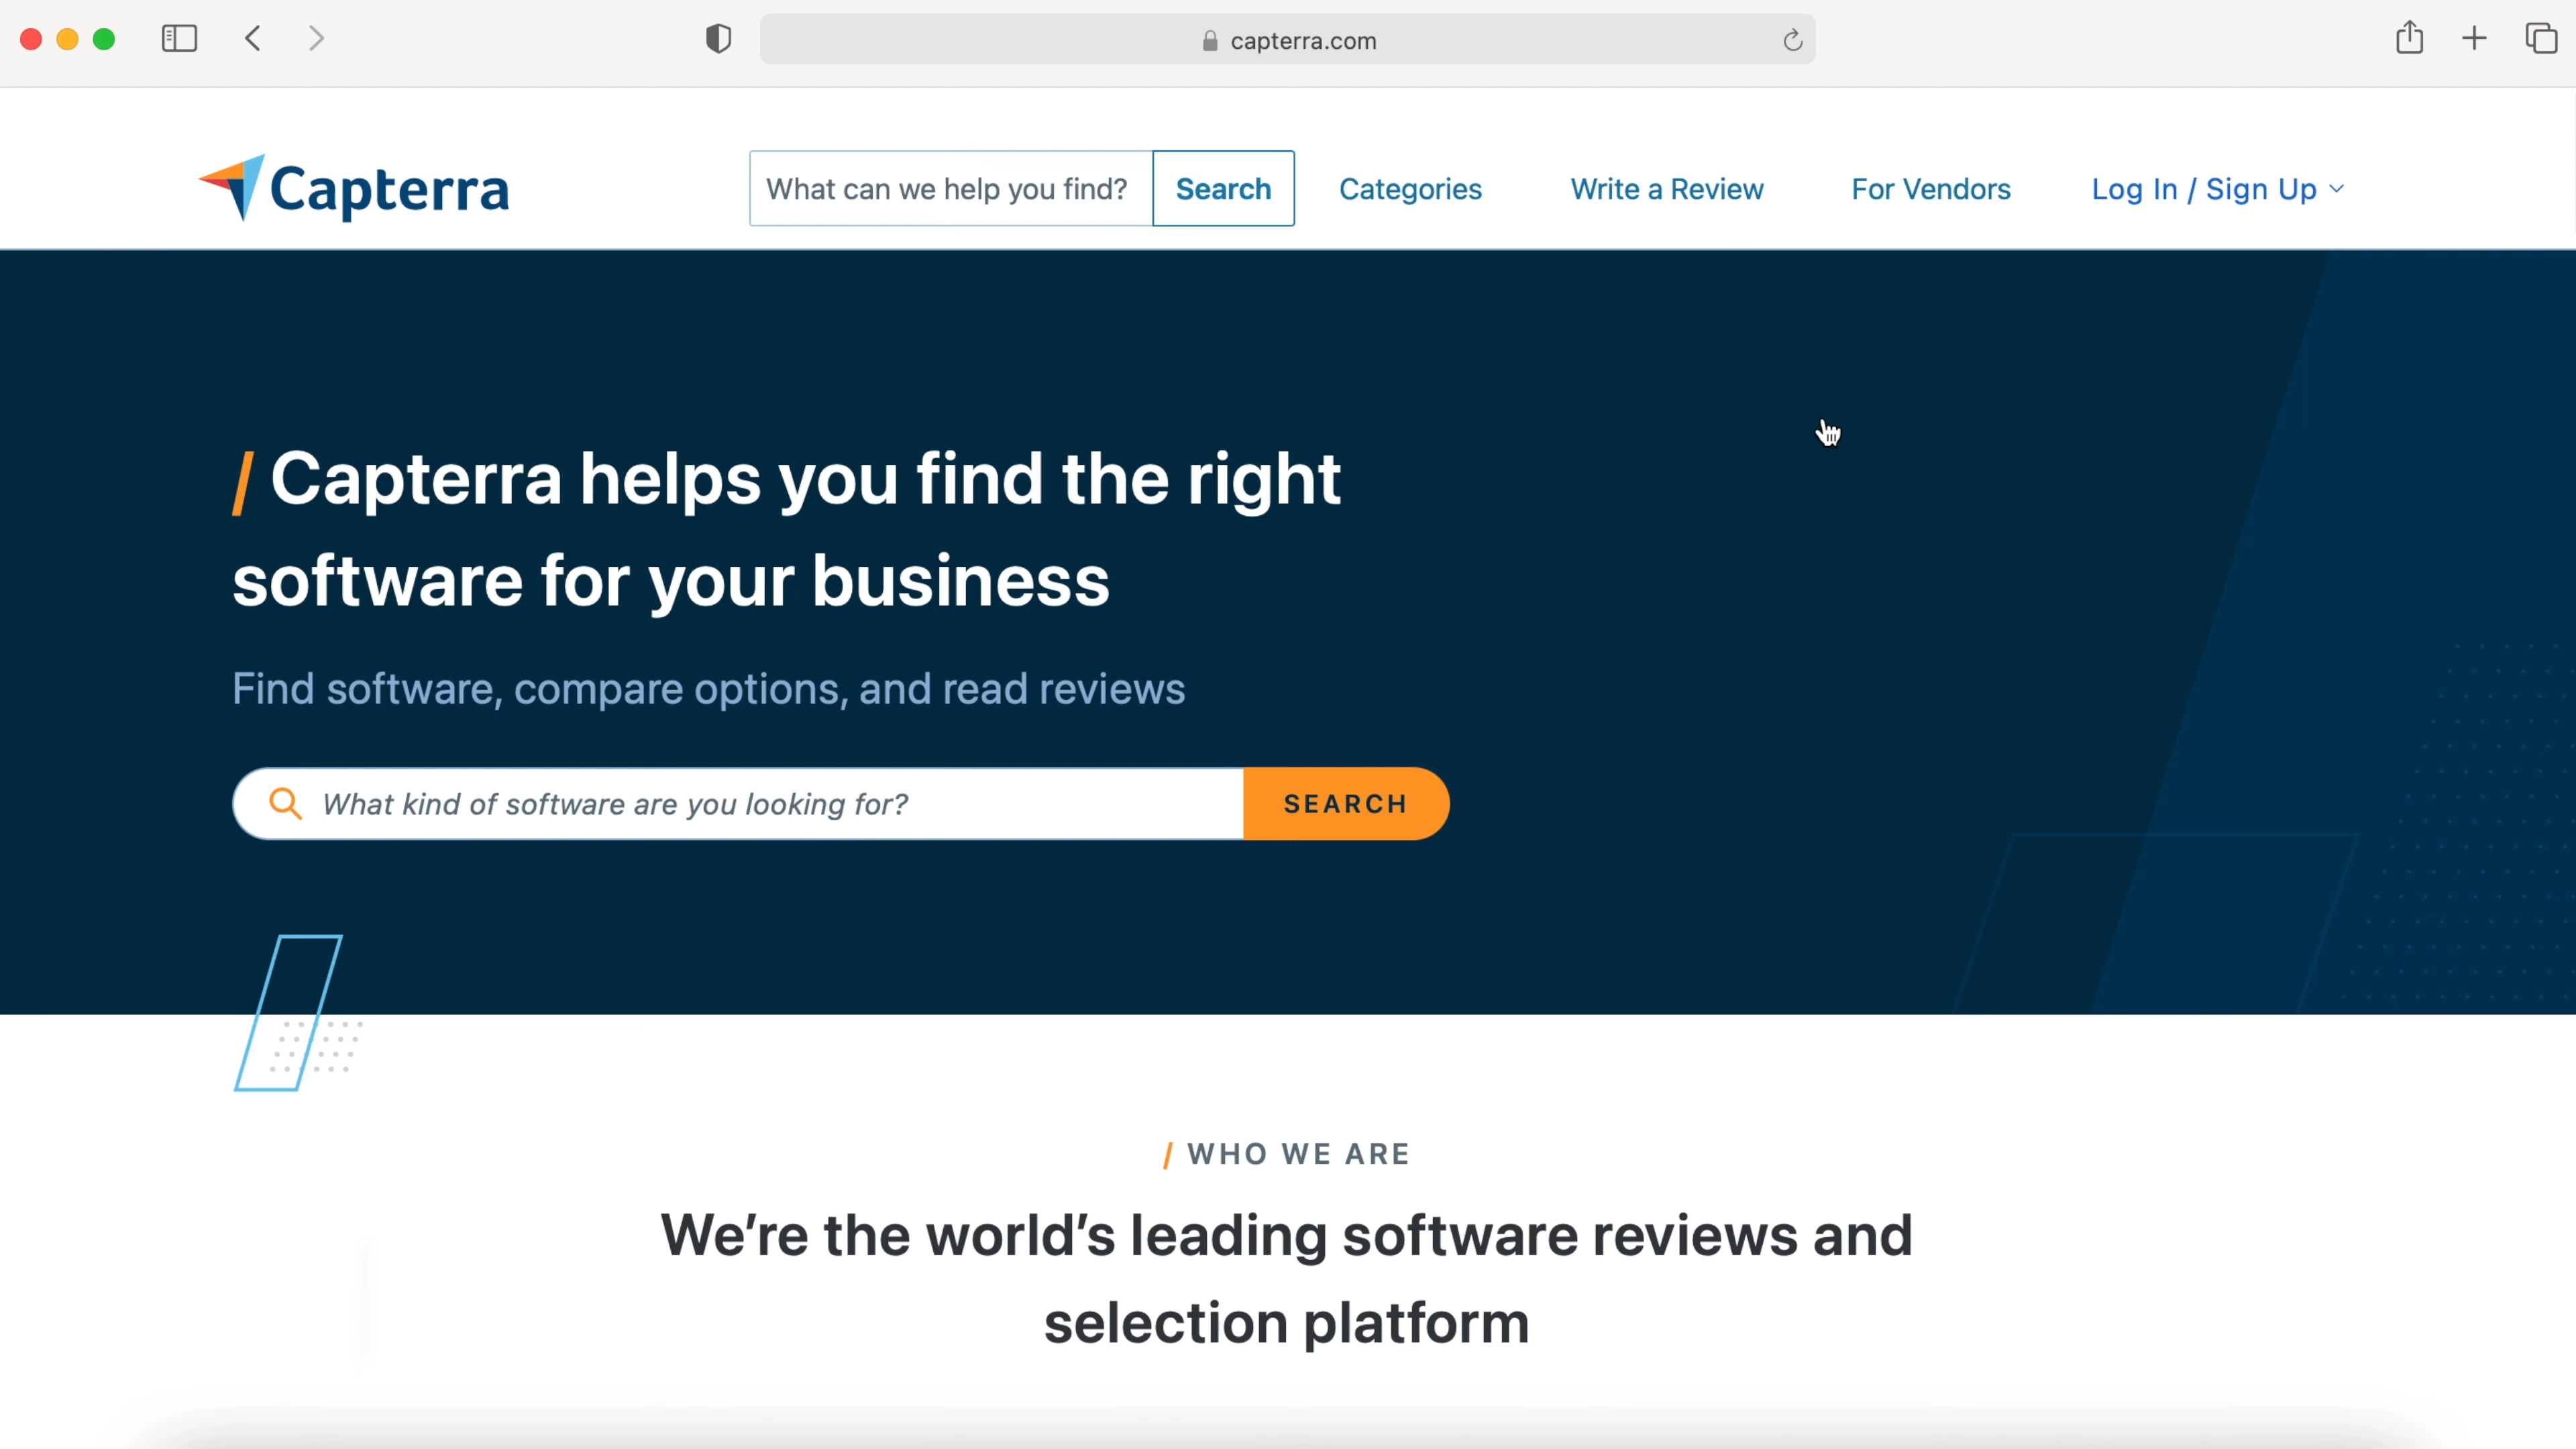 capterra.com
Capterra
What can we help you find?
Search
Categories
Write a Review
For Vendors
Log In / Sign Up
/ Capterra helps you find the right
software for your business
Find software, compare options, and read reviews
What kind of software are you looking for?
SEARCH
/ WHO WE ARE
We’re the world’s leading software reviews and
selection platform